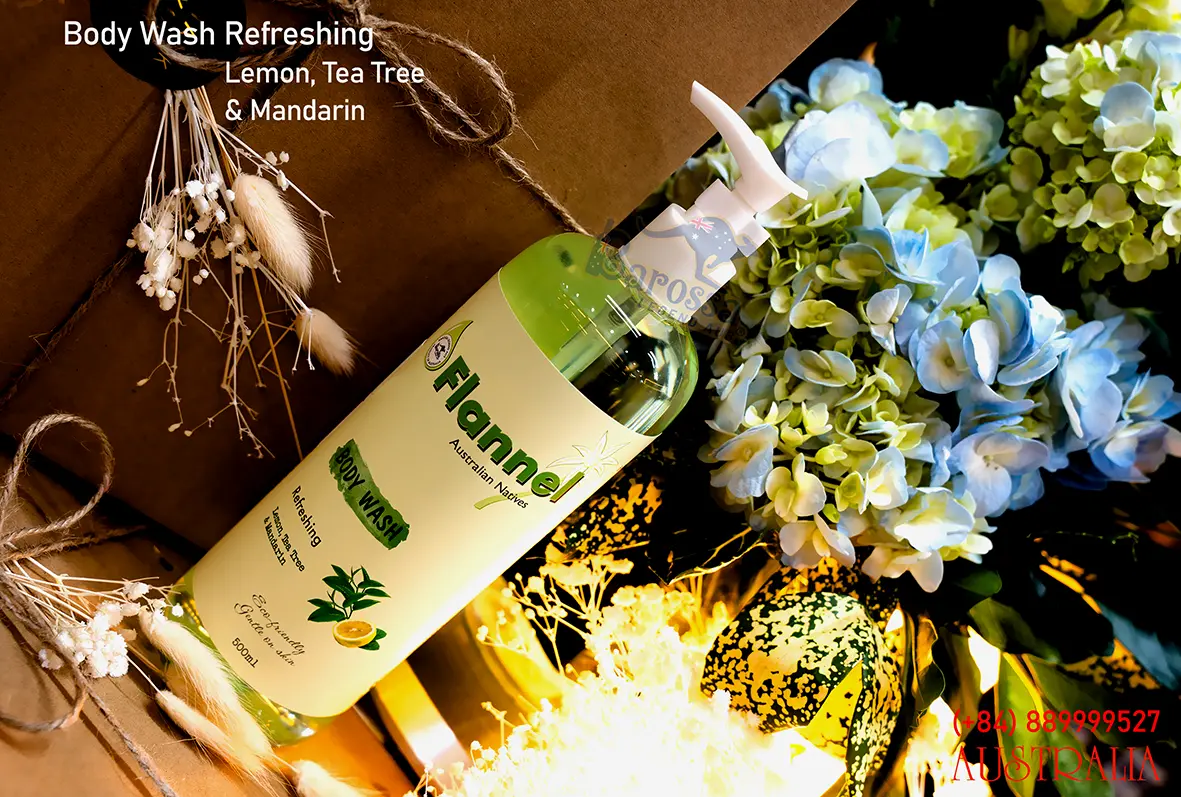 Body Wash Refreshing
Lemon, Tea Tree
& Mandarin
Flannel
Australian Natives
BODY WASH
Refreshing
Lemon, Tea Tree
& Mandarin
Eco-friendly
Gentle on skin
500ml
(+84) 889999527
AUSTRALIA